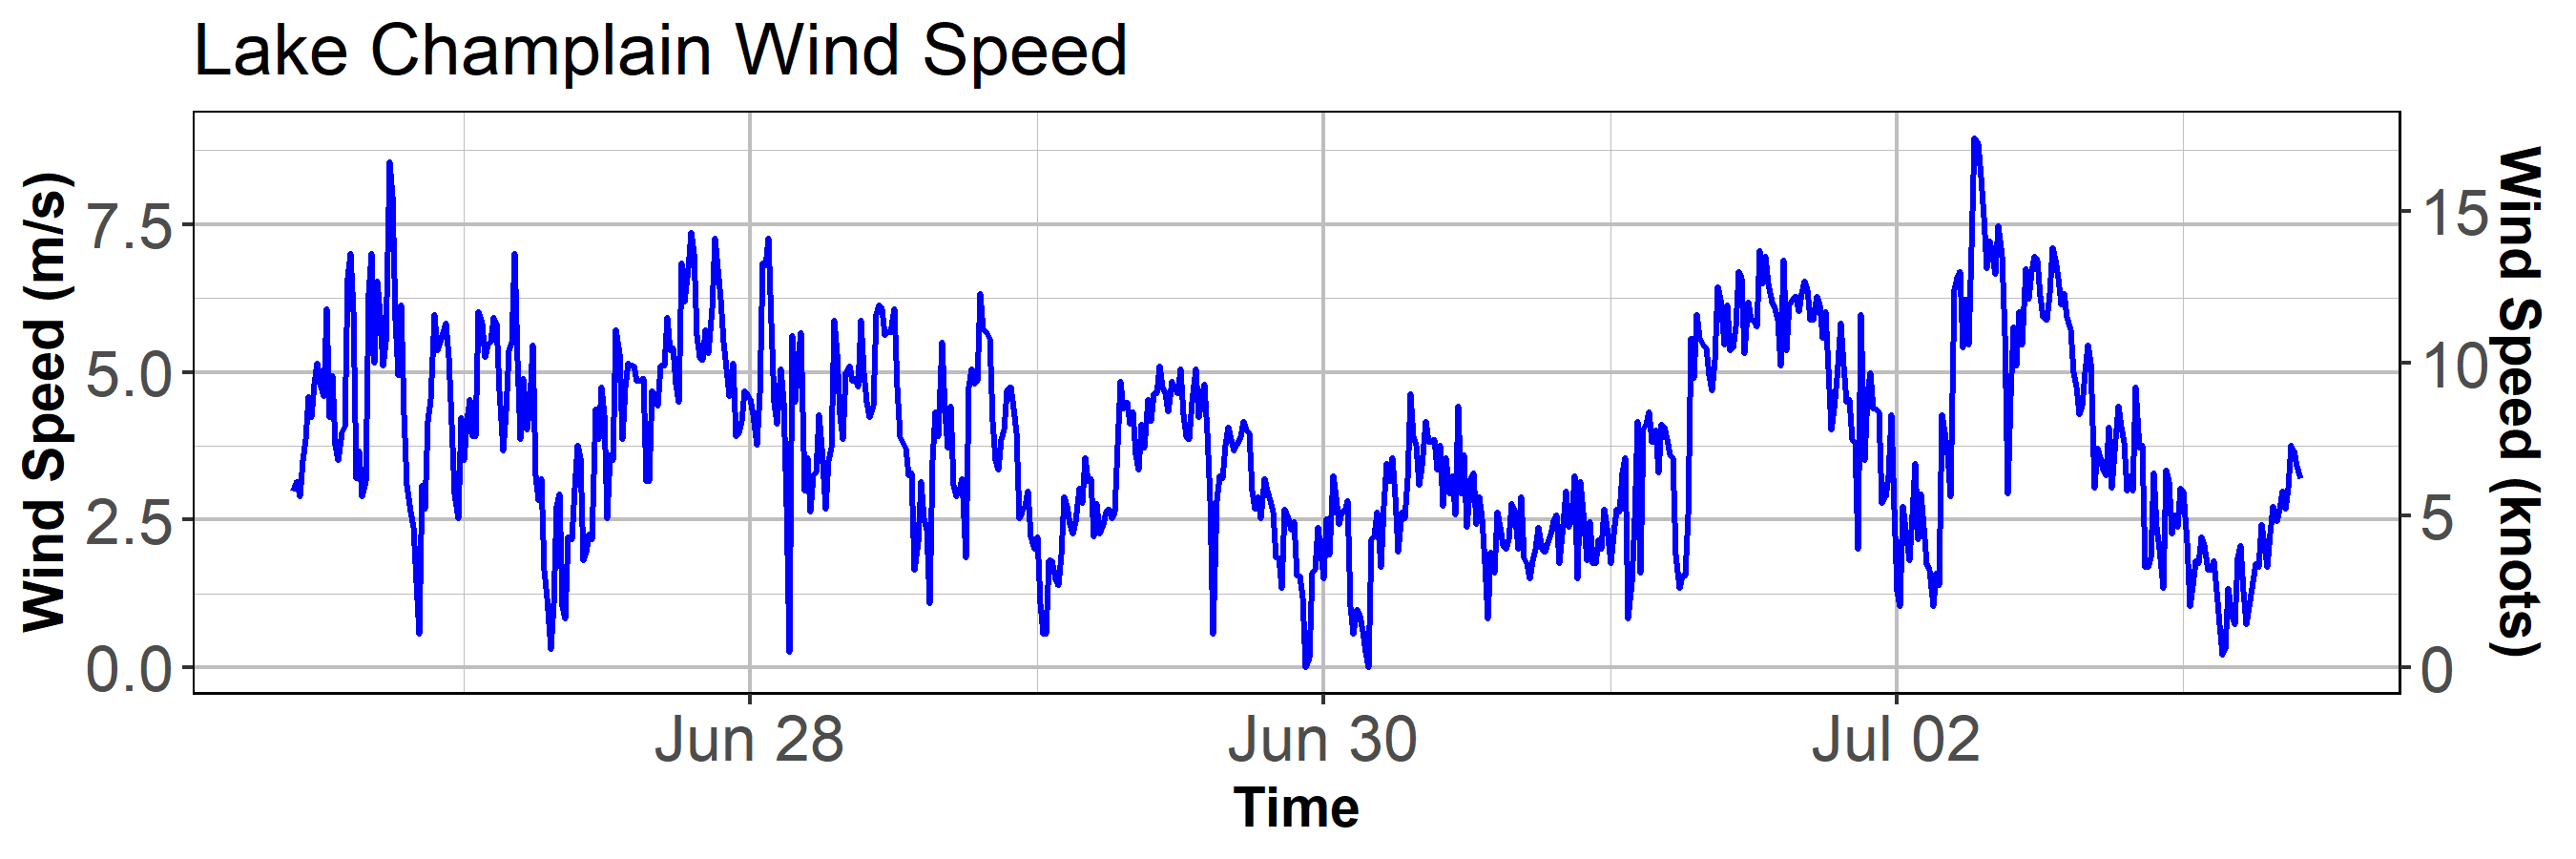 Lake Champlain Wind Speed
Wind Speed (m/s)
7.5
5.0
2.5
0.0
15
10
5
0
Wind Speed (knots)
Jun 28
Jun 30
Jul 02
Time